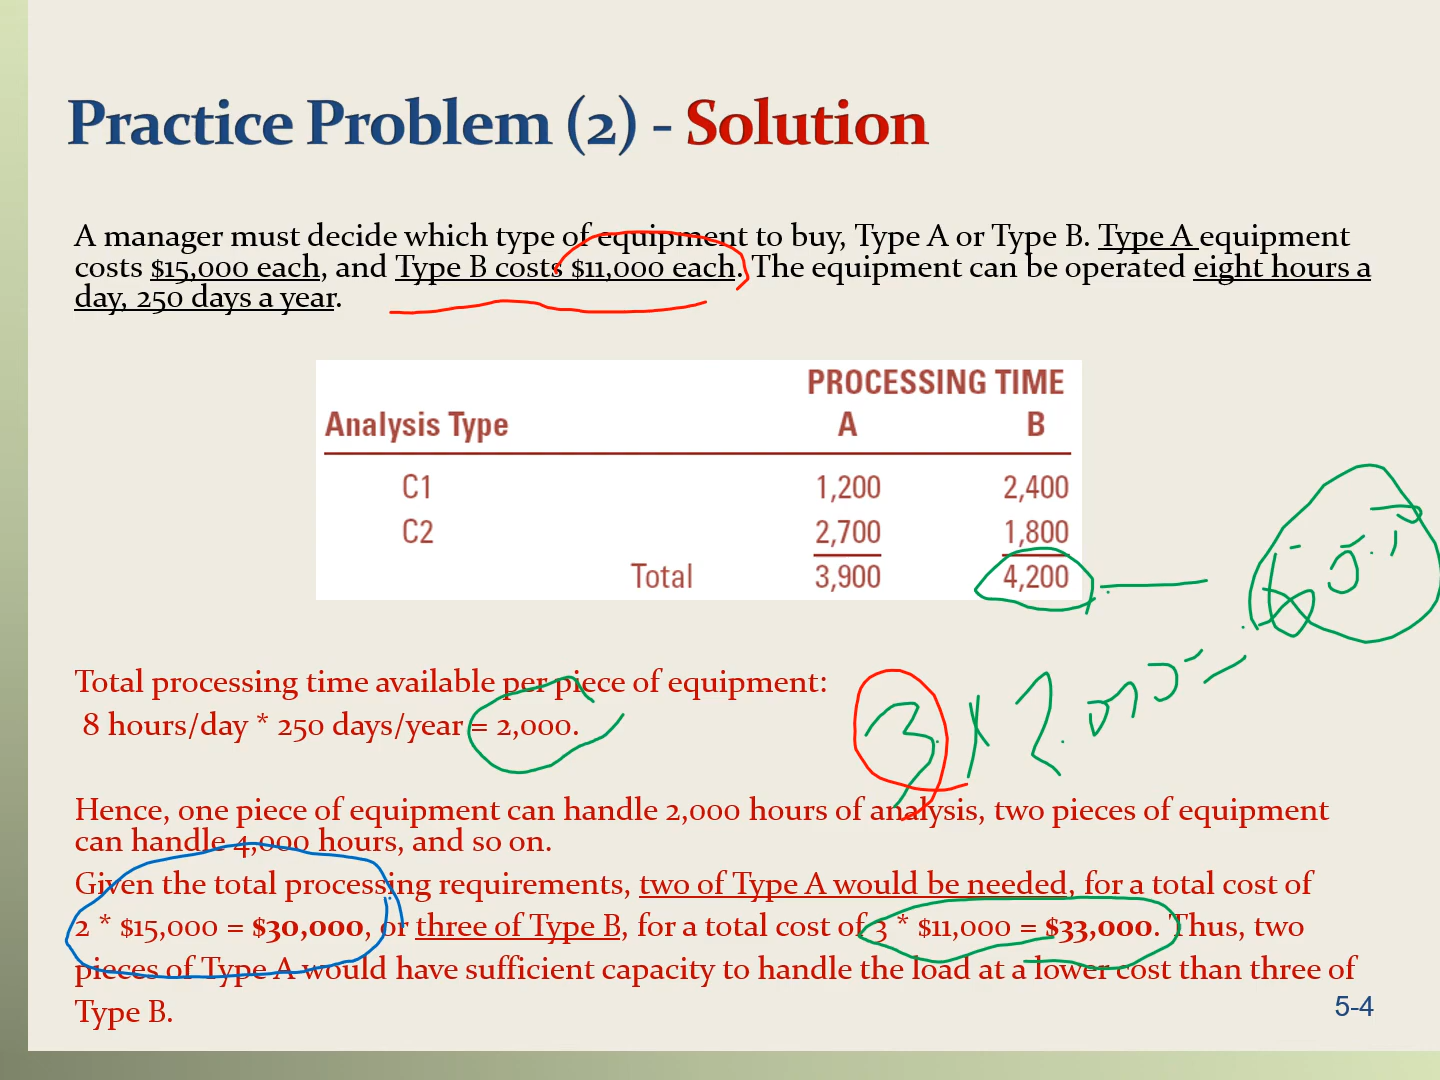 Practice Problem (2) - Solution
A manager must decide which type of equipment to buy, Type A or Type B. Type A equipment
costs $15,000 each, and Type B costs $11,000 each. The equipment can be operated eight hours a
day, 250 days a year.
PROCESSING TIME
Analysis Type A B
C1 1,200 2,400
C2 2,700 1,800
Total 3,900 4,200
Total processing time available per piece of equipment:
8 hours/day * 250 days/year = 2,000.
3 x 2.000 =
Hence, one piece of equipment can handle 2,000 hours of analysis, two pieces of equipment
can handle 4,000 hours, and so on.
Given the total processing requirements, two of Type A would be needed, for a total cost of
2 * $15,000 = $30,000, or three of Type B, for a total cost of 3 * $11,000 = $33,000. Thus, two
pieces of Type A would have sufficient capacity to handle the load at a lower cost than three of
Type B.
5-4